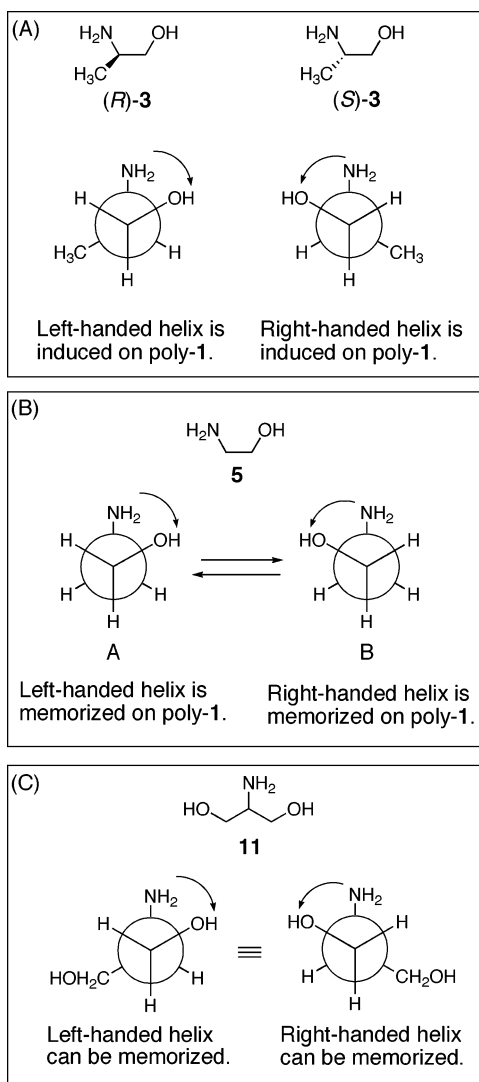 (A)
H₂N OH H₂N OH
H₃C H₃C
(R)-3 (S)-3
NH₂ NH₂
H OH HO H
H₃C H H CH₃
H H
Left-handed helix is Right-handed helix is
induced on poly-1. induced on poly-1.
(B)
H₂N OH
5
NH₂ NH₂
H OH HO H
H H H H
H H
A B
Left-handed helix is Right-handed helix is
memorized on poly-1. memorized on poly-1.
(C)
NH₂
HO OH
11
NH₂ NH₂
H OH HO H
HOH₂C H H CH₂OH
H H
Left-handed helix Right-handed helix
can be memorized. can be memorized.